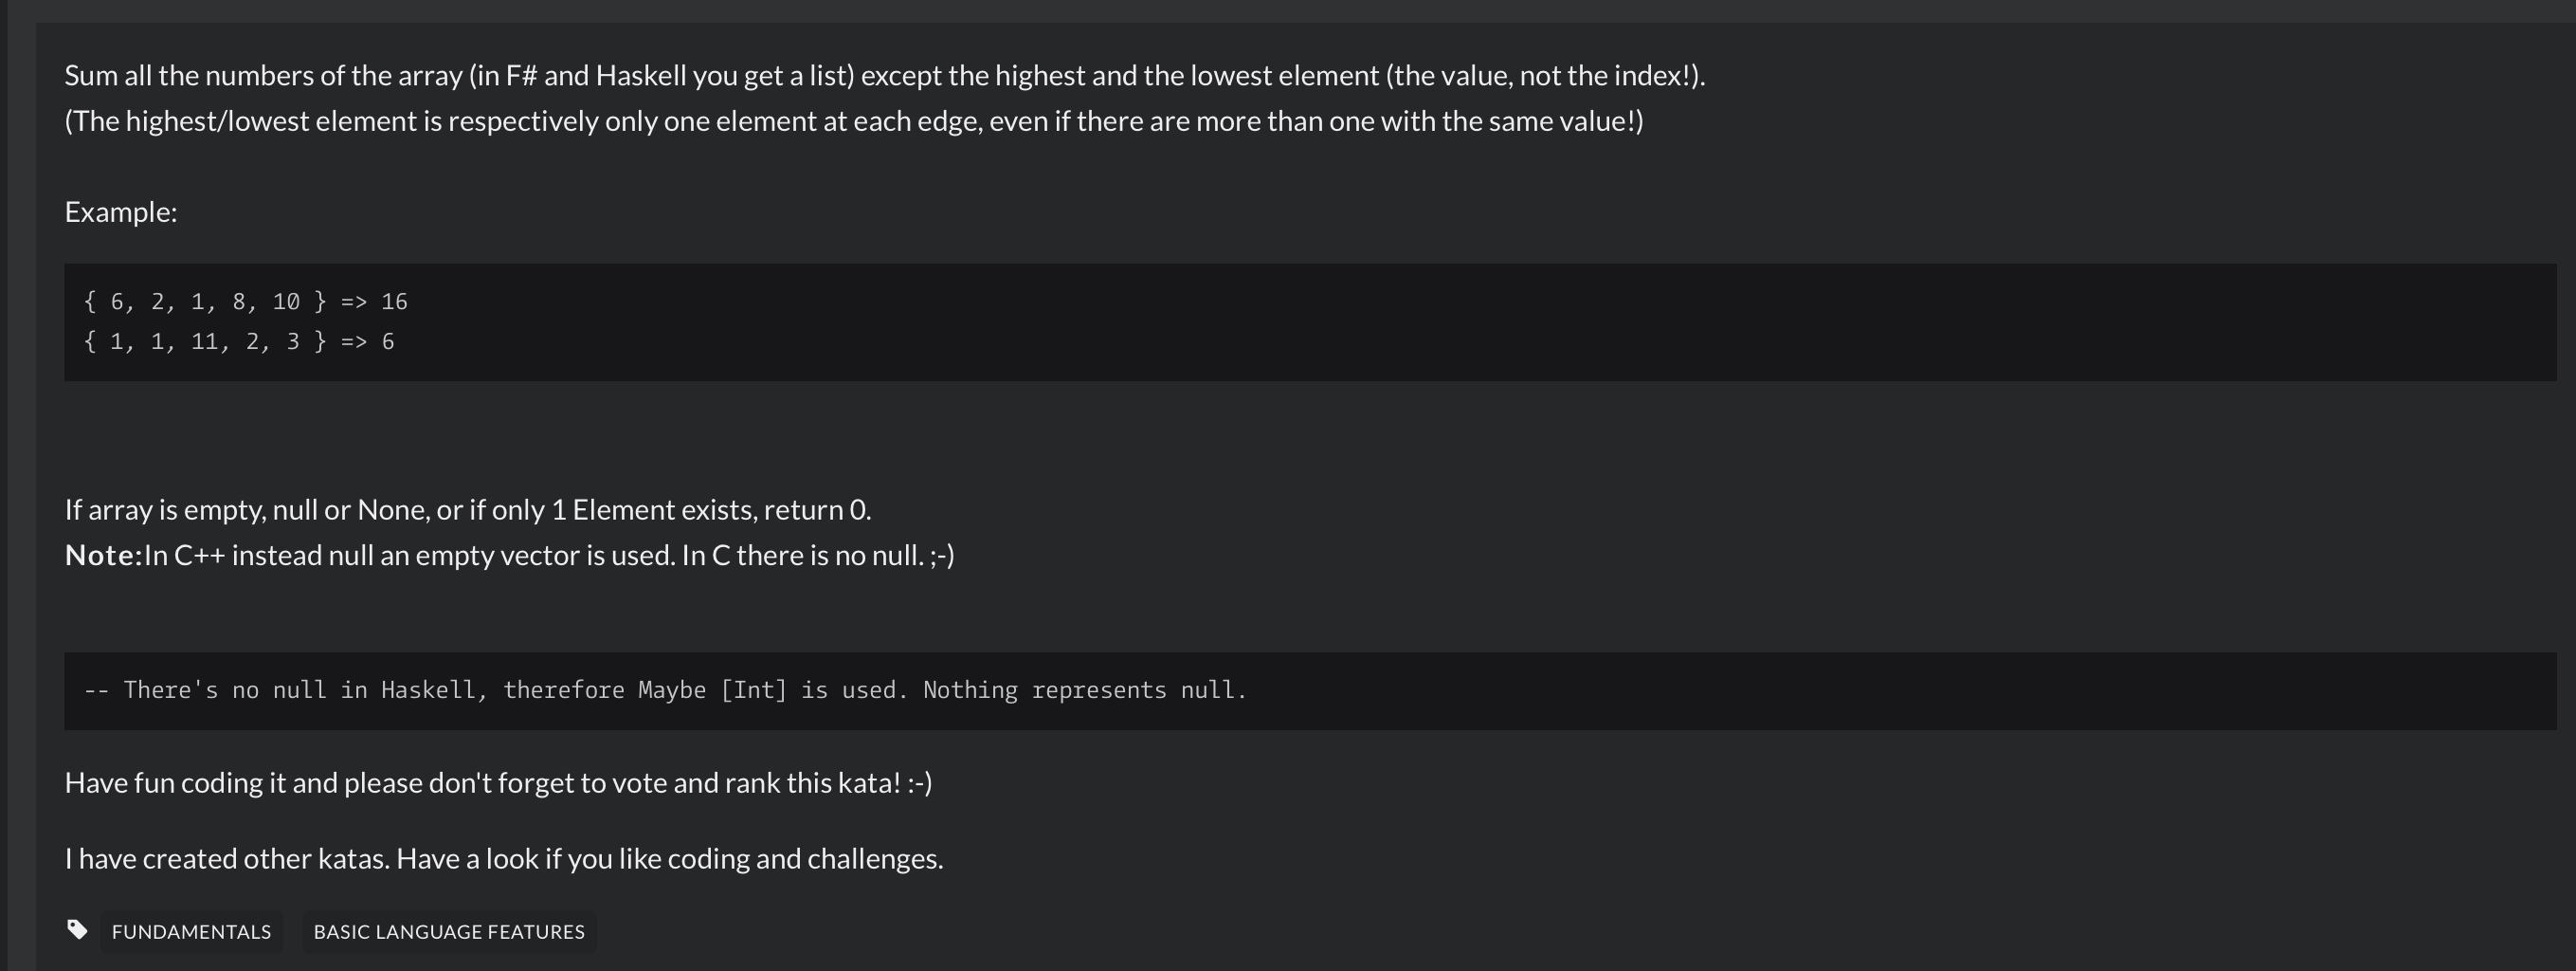 Sum all the numbers of the array (in F# and Haskell you get a list) except the highest and the lowest element (the value, not the index!).
(The highest/lowest element is respectively only one element at each edge, even if there are more than one with the same value!)
Example:
{ 6, 2, 1, 8, 10 } => 16
{ 1, 1, 11, 2, 3 } => 6
If array is empty, null or None, or if only 1 Element exists, return 0.
Note:In C++ instead null an empty vector is used. In C there is no null. ;-)
-- There's no null in Haskell, therefore Maybe [Int] is used. Nothing represents null.
Have fun coding it and please don't forget to vote and rank this kata! :-)
I have created other katas. Have a look if you like coding and challenges.
FUNDAMENTALS BASIC LANGUAGE FEATURES